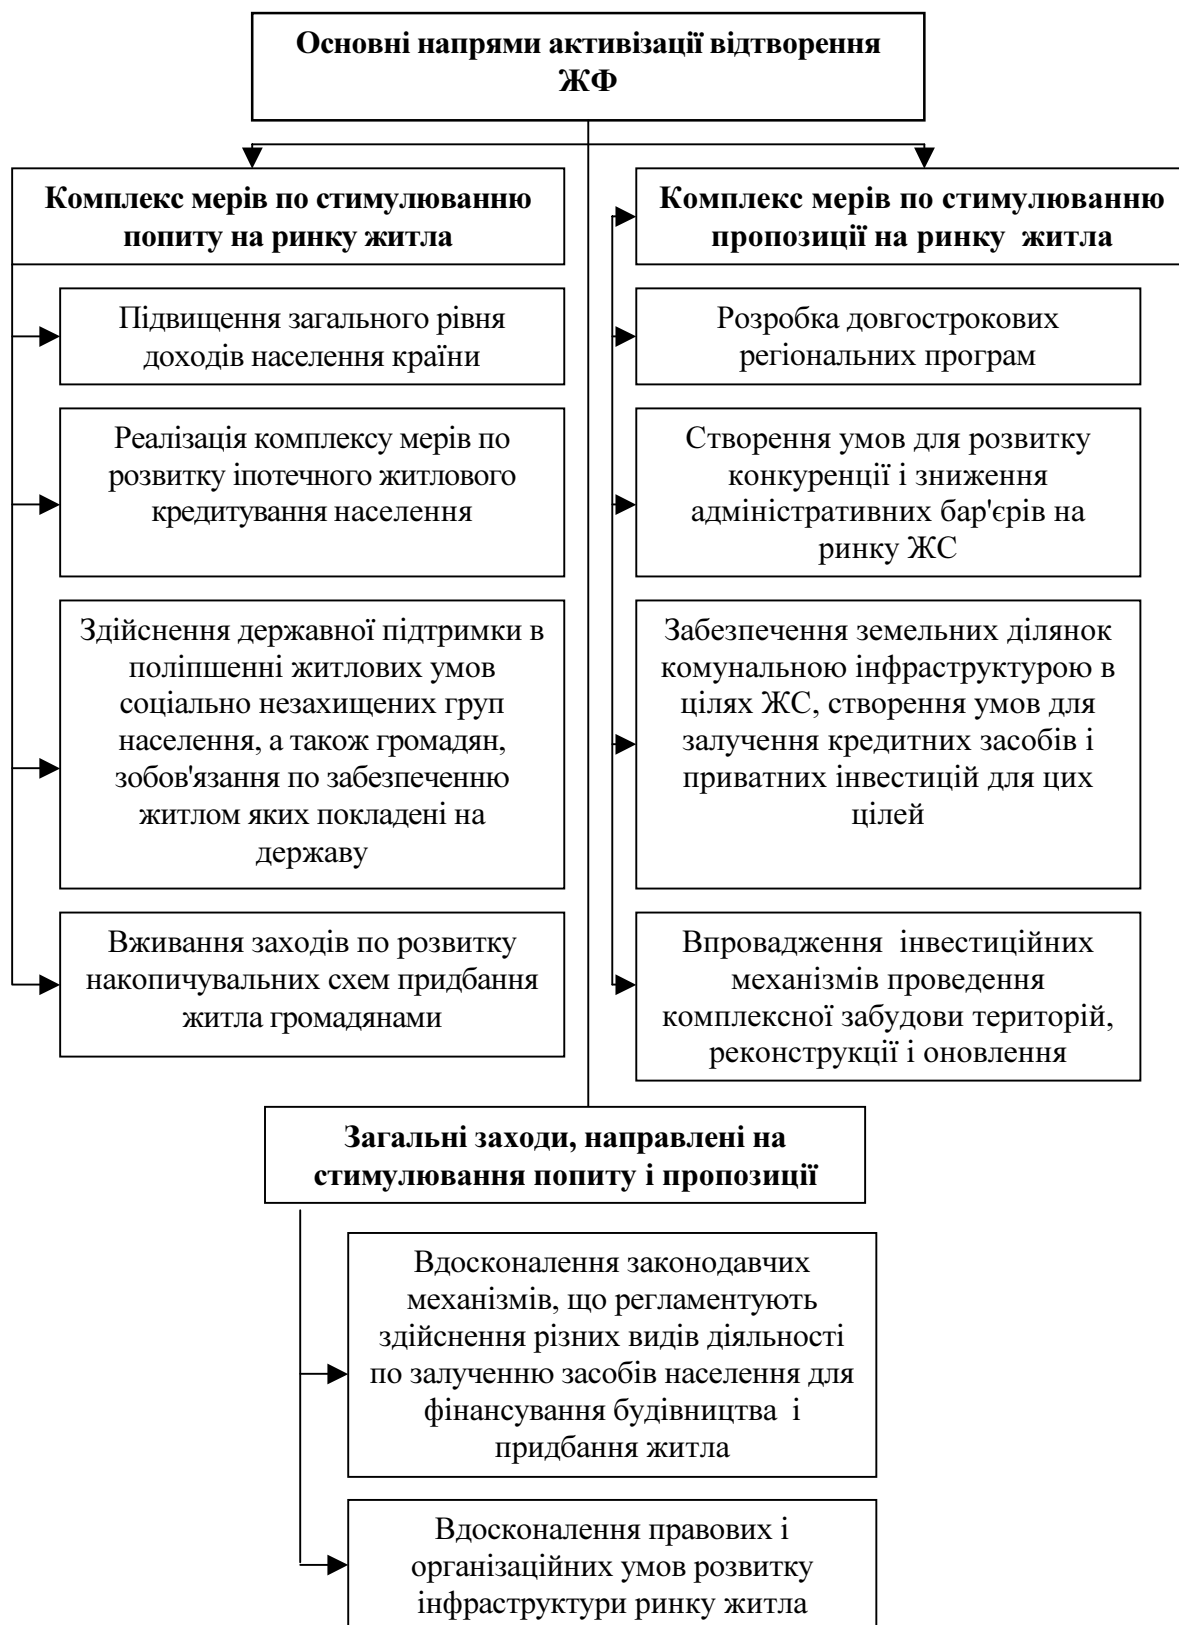 Основні напрями активізації відтворення
ЖФ
Комплекс мерів по стимулюванню
попиту на ринку житла
Підвищення загального рівня
доходів населення країни
Реалізація комплексу мерів по
розвитку іпотечного житлового
кредитування населення
Здійснення державної підтримки в
поліпшенні житлових умов
соціально незахищених груп
населення, а також громадян,
зобов'язання по забезпеченню
житлом яких покладені на
державу
Вживання заходів по розвитку
накопичувальних схем придбання
житла громадянами
Комплекс мерів по стимулюванню
пропозиції на ринку житла
Розробка довгострокових
регіональних програм
Створення умов для розвитку
конкуренції і зниження
адміністративних бар'єрів на
ринку ЖС
Забезпечення земельних ділянок
комунальною інфраструктурою в
цілях ЖС, створення умов для
залучення кредитних засобів і
приватних інвестицій для цих
цілей
Впровадження інвестиційних
механізмів проведення
комплексної забудови територій,
реконструкції і оновлення
Загальні заходи, направлені на
стимулювання попиту і пропозиції
Вдосконалення законодавчих
механізмів, що регламентують
здійснення різних видів діяльності
по залученню засобів населення для
фінансування будівництва і
придбання житла
Вдосконалення правових і
організаційних умов розвитку
інфраструктури ринку житла